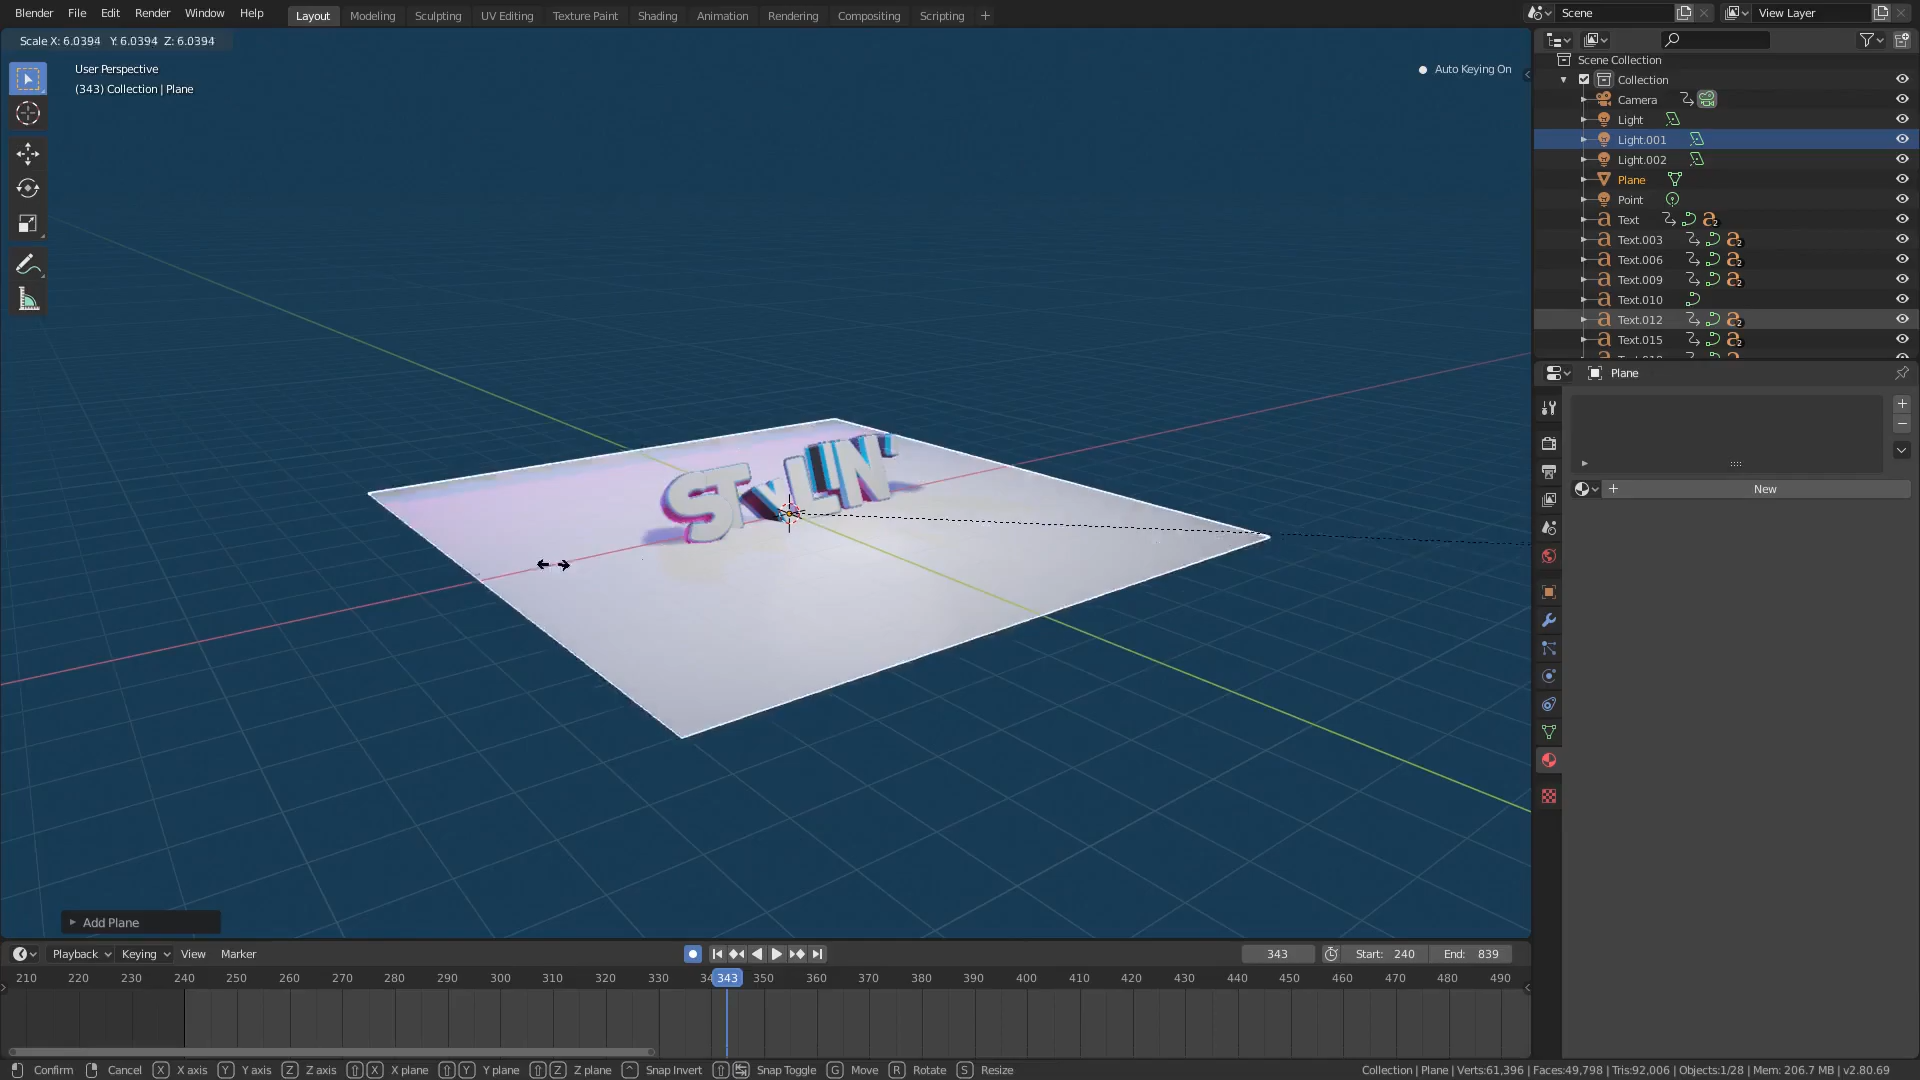 Blender File Edit Render Window Help Layout Modeling Sculpting UV Editing Texture Paint Shading Animation Rendering Compositing Scripting + Scene View Layer
Scale X: 6.0394 Y: 6.0394 Z: 6.0394
User Perspective
(343) Collection | Plane
Auto Keying On
Scene Collection
Collection
Camera
Light
Light.001
Light.002
Plane
Point
Text
Text.003
Text.006
Text.009
Text.010
Text.012
Text.015
Plane
New
STyLIN'
Add Plane
Playback Keying View Marker 343 Start: 240 End: 839
210 220 230 240 250 260 270 280 290 300 310 320 330 34 343 350 360 370 380 390 400 410 420 430 440 450 460 470 480 490
Confirm Cancel X X axis Y Y axis Z Z axis X X plane Y Y plane Z Z plane ^ Snap Invert Snap Toggle G Move R Rotate S Resize Collection | Plane | Verts:61,396 | Faces:49,798 | Tris:92,006 | Objects:1/28 | Mem: 206.7 MB | v2.80.69